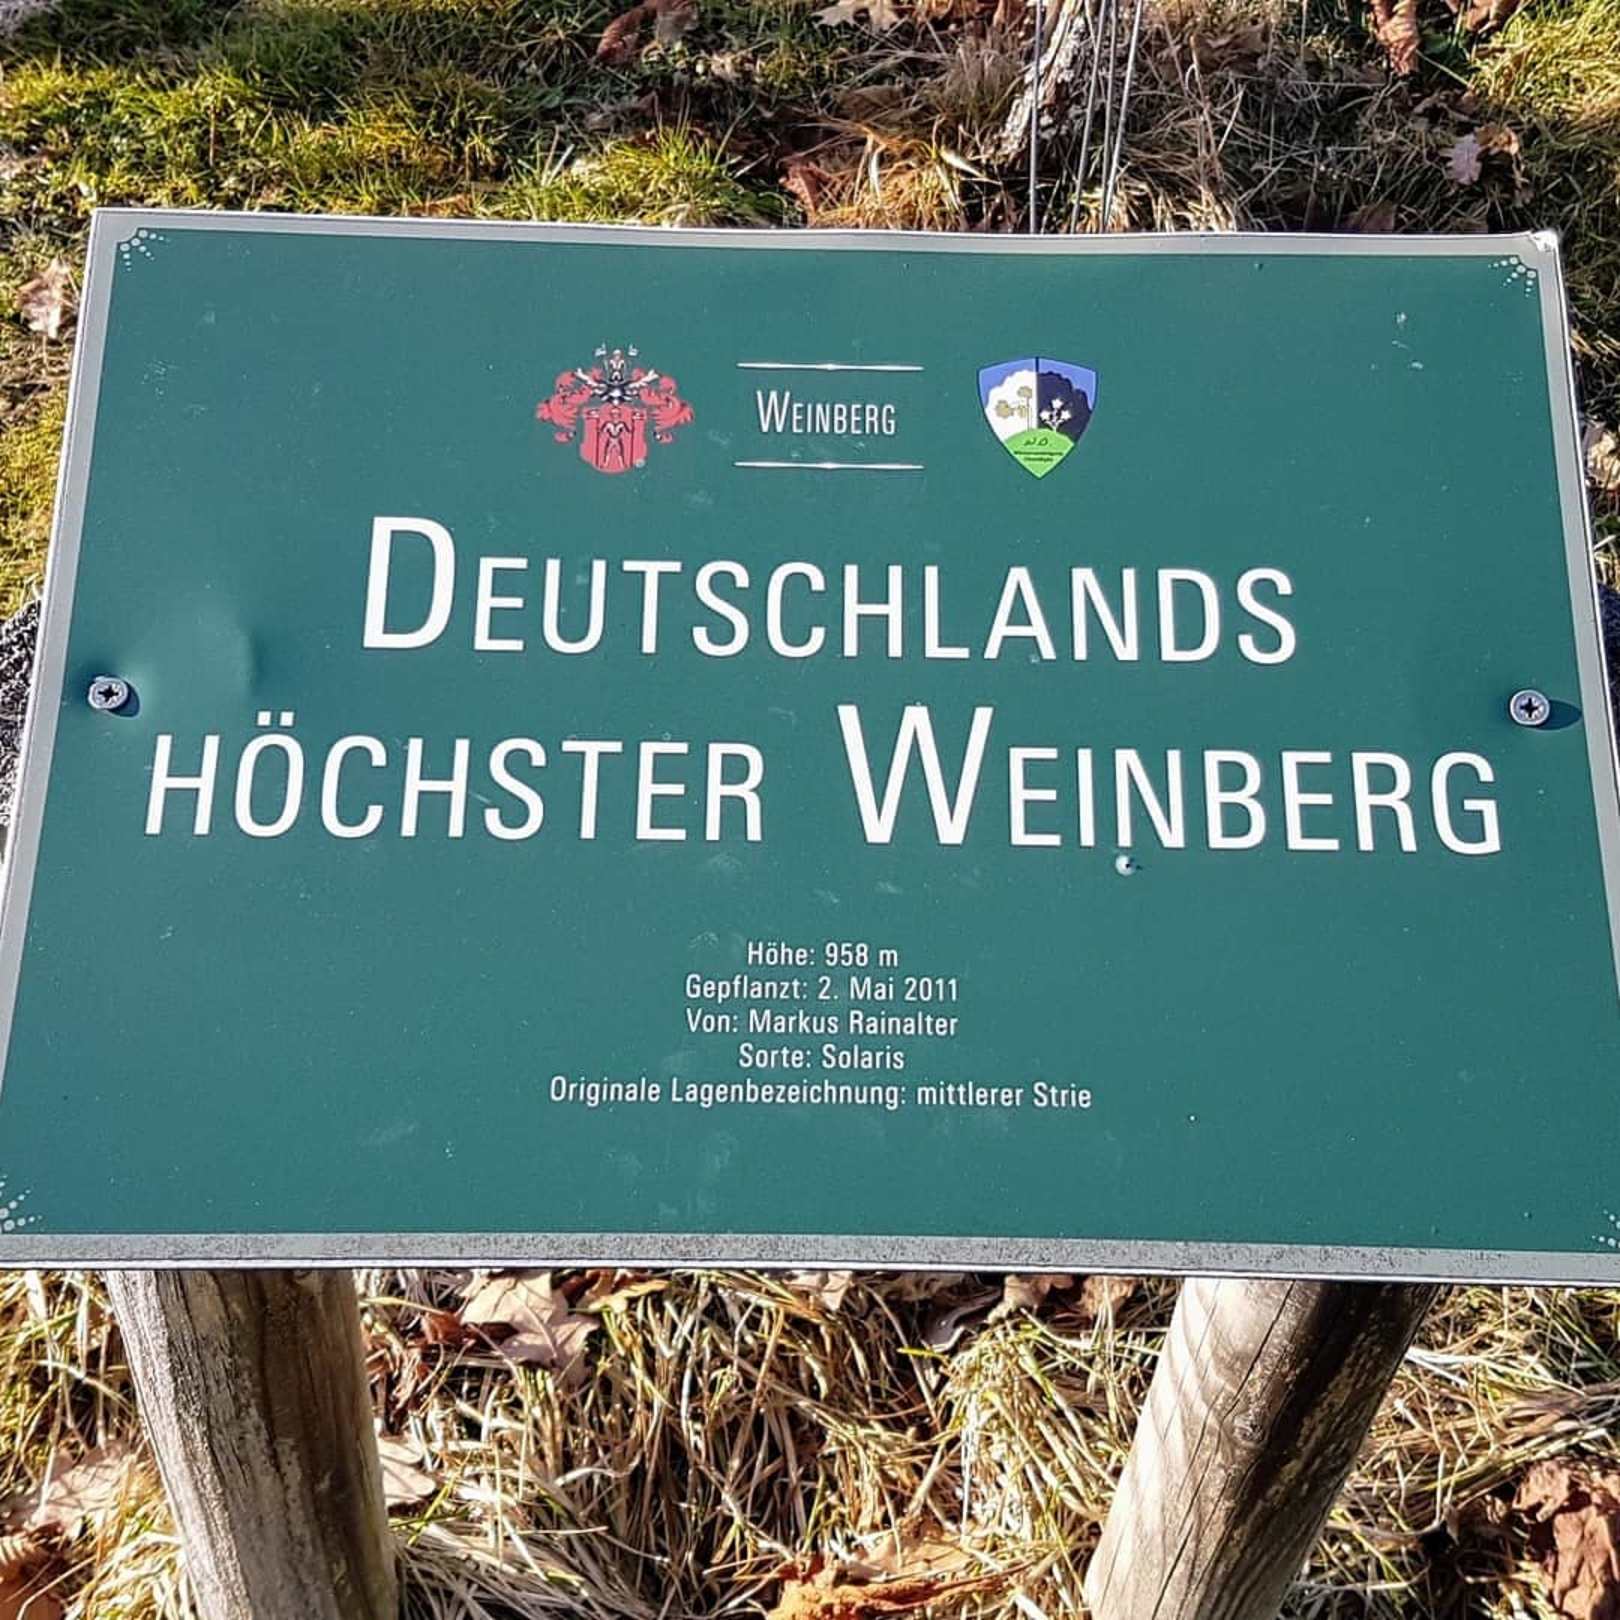 WEINBERG
DEUTSCHLANDS
HÖCHSTER WEINBERG
Höhe: 958 m
Gepflanzt: 2. Mai 2011
Von: Markus Rainalter
Sorte: Solaris
Originale Lagenbezeichnung: mittlerer Strie